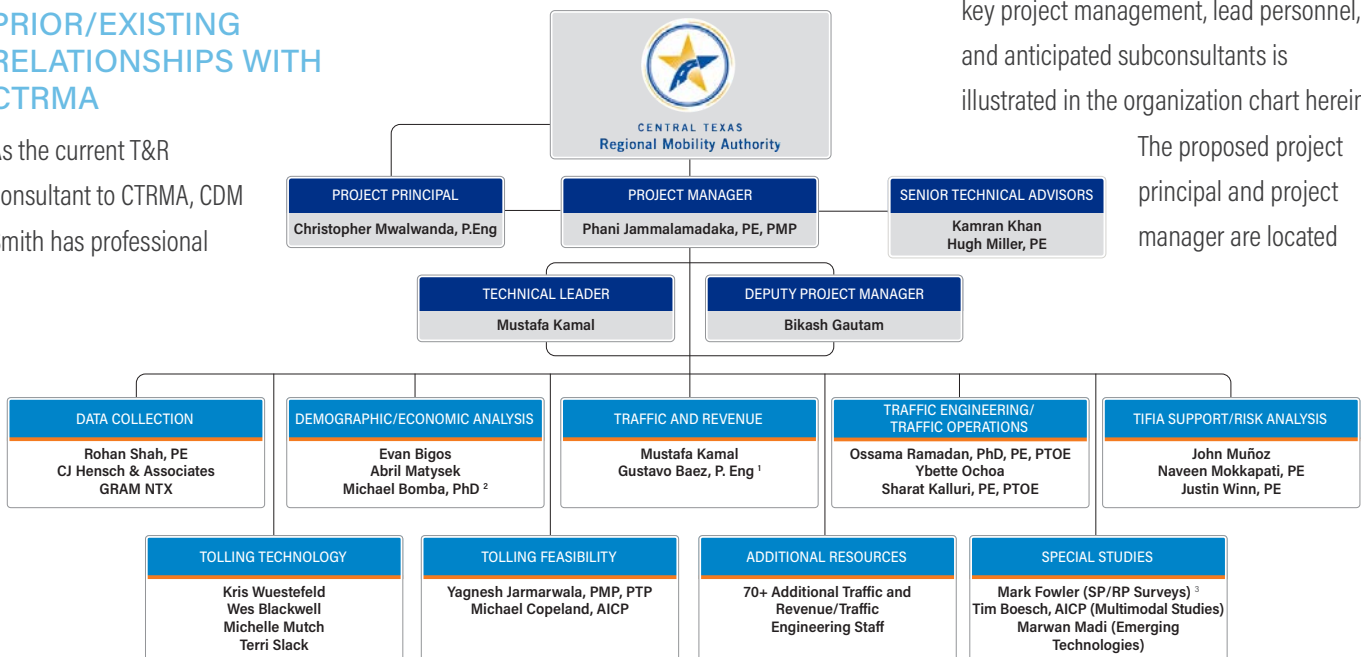 PRIOR/EXISTING
RELATIONSHIPS WITH
CTRMA
As the current T&R
consultant to CTRMA, CDM
Smith has professional
key project management, lead personnel,
and anticipated subconsultants is
illustrated in the organization chart herein
The proposed project
principal and project
manager are located
CENTRAL TEXAS
Regional Mobility Authority
PROJECT PRINCIPAL
Christopher Mwalwanda, P.Eng
PROJECT MANAGER
Phani Jammalamadaka, PE, PMP
SENIOR TECHNICAL ADVISORS
Kamran Khan
Hugh Miller, PE
TECHNICAL LEADER
Mustafa Kamal
DEPUTY PROJECT MANAGER
Bikash Gautam
DATA COLLECTION
Rohan Shah, PE
CJ Hensch & Associates
GRAM NTX
DEMOGRAPHIC/ECONOMIC ANALYSIS
Evan Bigos
Abril Matysek
Michael Bomba, PhD 2
TRAFFIC AND REVENUE
Mustafa Kamal
Gustavo Baez, P. Eng 1
TRAFFIC ENGINEERING/
TRAFFIC OPERATIONS
Ossama Ramadan, PhD, PE, PTOE
Ybette Ochoa
Sharat Kalluri, PE, PTOE
TIFIA SUPPORT/RISK ANALYSIS
John Muñoz
Naveen Mokkapati, PE
Justin Winn, PE
TOLLING TECHNOLOGY
Kris Wuestefeld
Wes Blackwell
Michelle Mutch
Terri Slack
TOLLING FEASIBILITY
Yagnesh Jarmarwala, PMP, PTP
Michael Copeland, AICP
ADDITIONAL RESOURCES
70+ Additional Traffic and
Revenue/Traffic
Engineering Staff
SPECIAL STUDIES
Mark Fowler (SP/RP Surveys) 3
Tim Boesch, AICP (Multimodal Studies)
Marwan Madi (Emerging
Technologies)